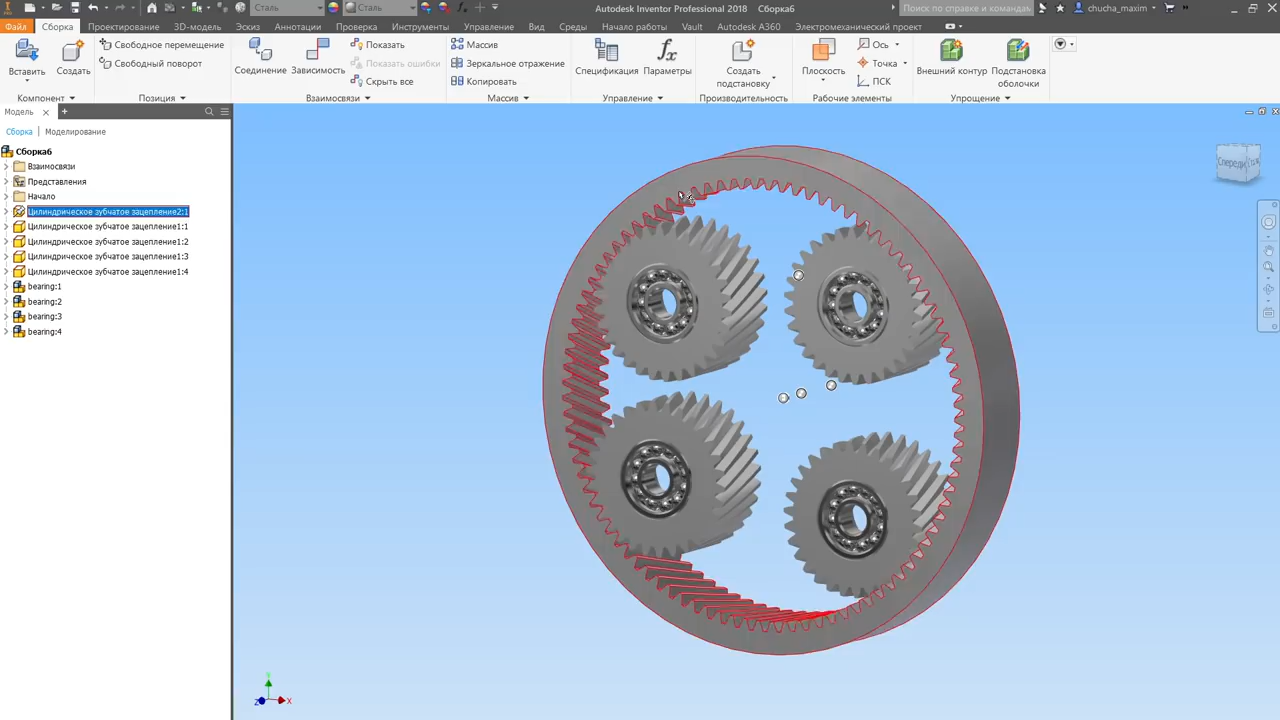 Сталь
Сталь
Autodesk Inventor Professional 2018 Сборка6
Поиск по справке и командам
chucha_maxim
Файл
Сборка
Проектирование
3D-модель
Эскиз
Аннотации
Проверка
Инструменты
Управление
Вид
Среды
Начало работы
Vault
Autodesk A360
Электромеханический проект
Вставить
Создать
Компонент
Свободное перемещение
Свободный поворот
Позиция
Соединение
Зависимость
Показать
Показать ошибки
Скрыть все
Взаимосвязи
Массив
Зеркальное отражение
Копировать
Массив
Спецификация
fx
Параметры
Управление
Создать
подстановку
Производительность
Плоскость
Ось
Точка
ПСК
Рабочие элементы
Внешний контур
Подстановка
оболочки
Упрощение
Модель
Сборка
Моделирование
Сборка6
Взаимосвязи
Представления
Начало
Цилиндрическое зубчатое зацепление2:1
Цилиндрическое зубчатое зацепление1:1
Цилиндрическое зубчатое зацепление1:2
Цилиндрическое зубчатое зацепление1:3
Цилиндрическое зубчатое зацепление1:4
bearing:1
bearing:2
bearing:3
bearing:4
Спереди
Z
X